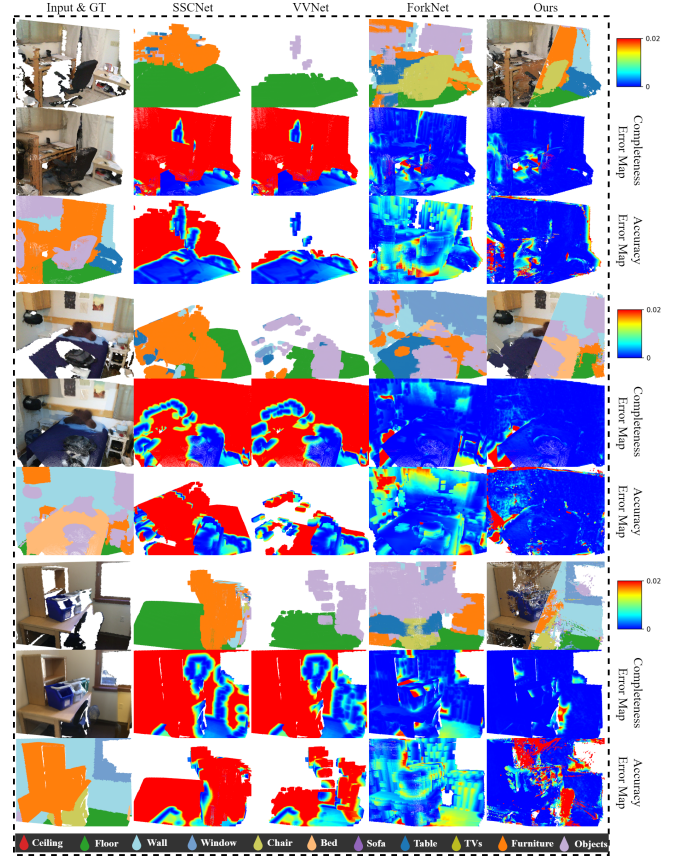 Input & GT SSCNet VVNet ForkNet Ours
0.02
0
Completeness
Error Map
Accuracy
Error Map
0.02
0
Completeness
Error Map
Accuracy
Error Map
0.02
0
Completeness
Error Map
Accuracy
Error Map
Ceiling Floor Wall Window Chair Bed Sofa Table TVs Furniture Objects